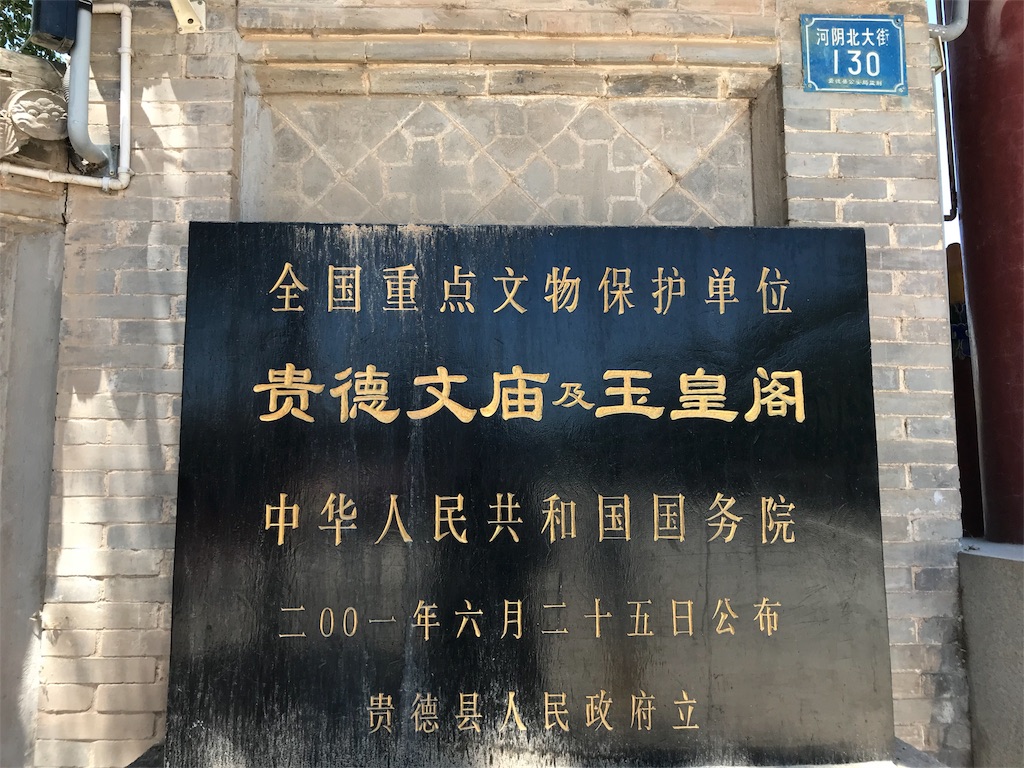 河阴北大街
130
全国重点文物保护单位
贵德文庙及玉皇阁
中华人民共和国国务院
二〇〇一年六月二十五日公布
贵德县人民政府立